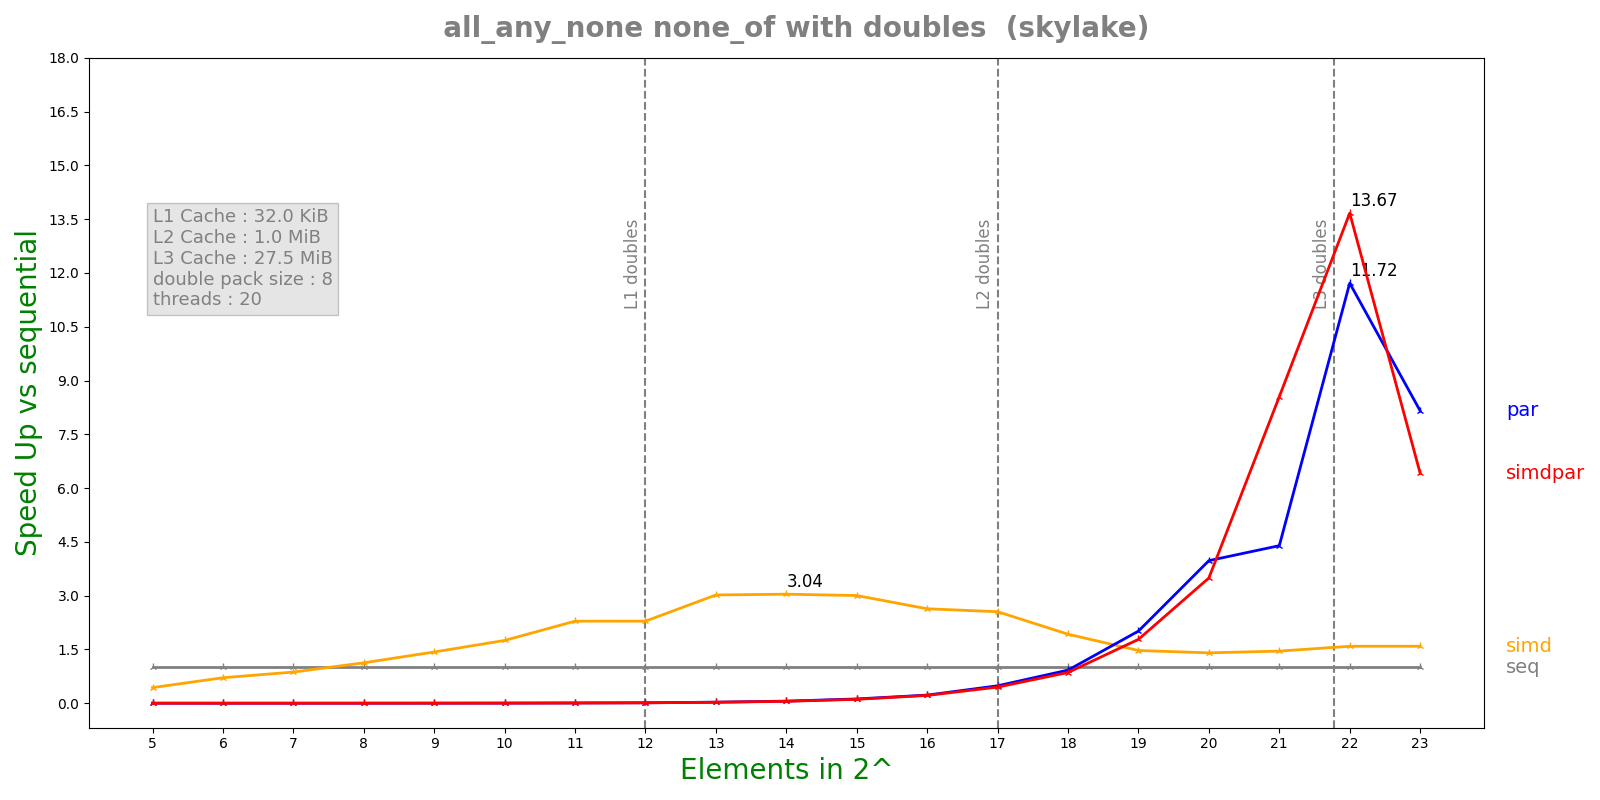 all_any_none none_of with doubles (skylake)
Speed Up vs sequential
18.0
16.5
15.0
13.5
12.0
10.5
9.0
7.5
6.0
4.5
3.0
1.5
0.0
L1 Cache : 32.0 KiB
L2 Cache : 1.0 MiB
L3 Cache : 27.5 MiB
double pack size : 8
threads : 20
L1 doubles
L2 doubles
L3 doubles
13.67
11.72
3.04
par
simdpar
simd
seq
5 6 7 8 9 10 11 12 13 14 15 16 17 18 19 20 21 22 23
Elements in 2^